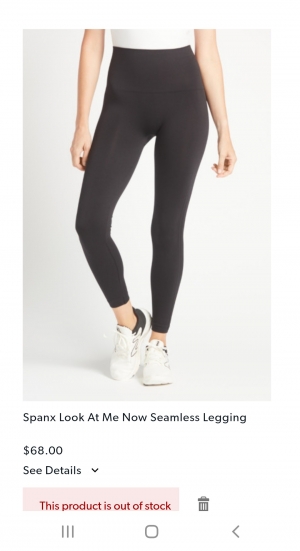 Spanx Look At Me Now Seamless Legging
$68.00
See Details
This product is out of stock